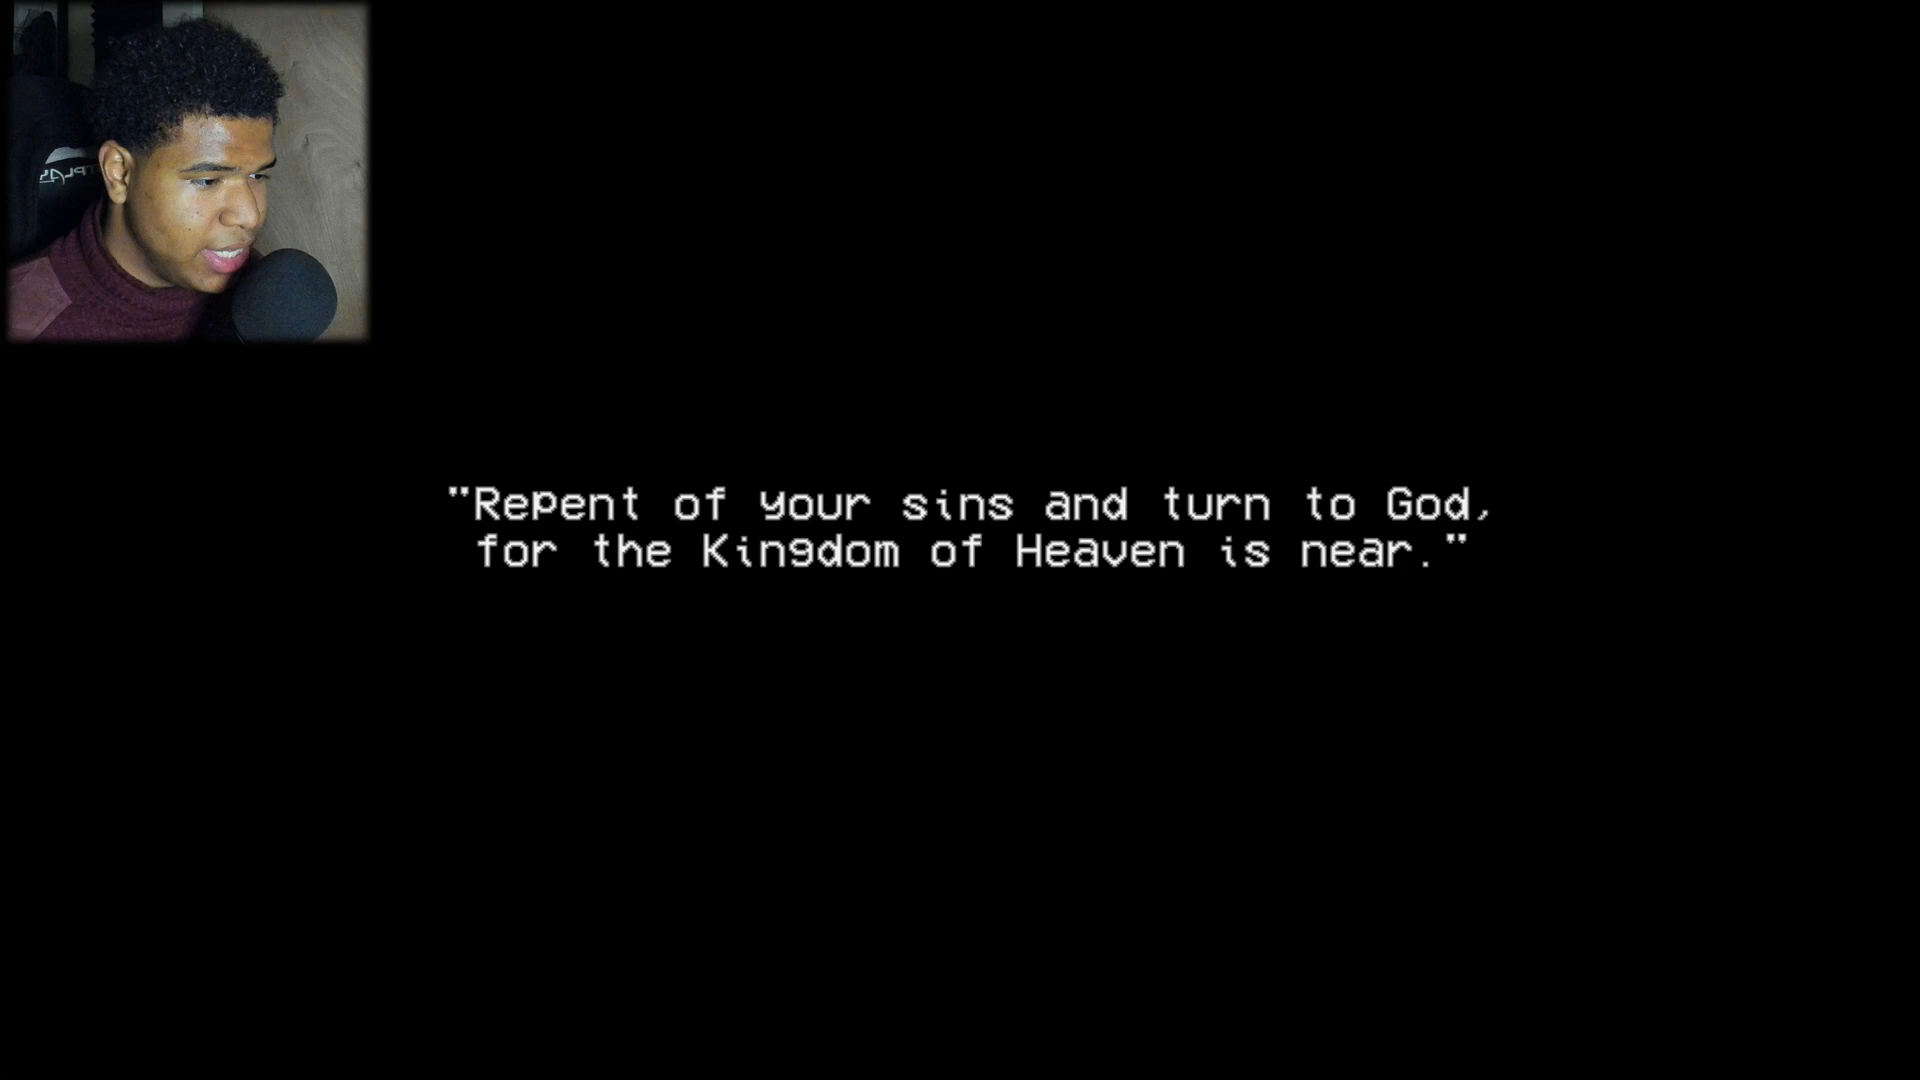 "Repent of your sins and turn to God,
for the Kingdom of Heaven is near."